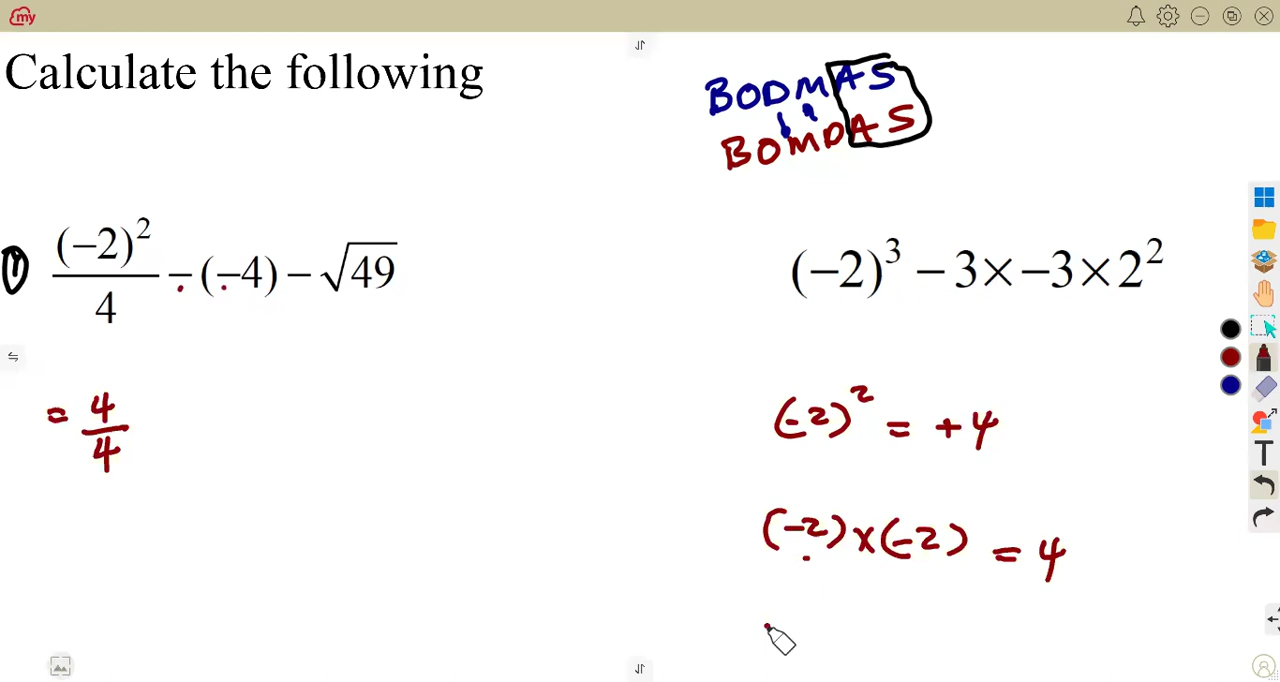 my
Calculate the following
BODMAS
BOMDAS
① (−2)² / 4 − (−4) − √49
(−2)³ − 3 × −3 × 2²
= 4/4
(-2)² = +4
(-2) x (-2) = 4
T